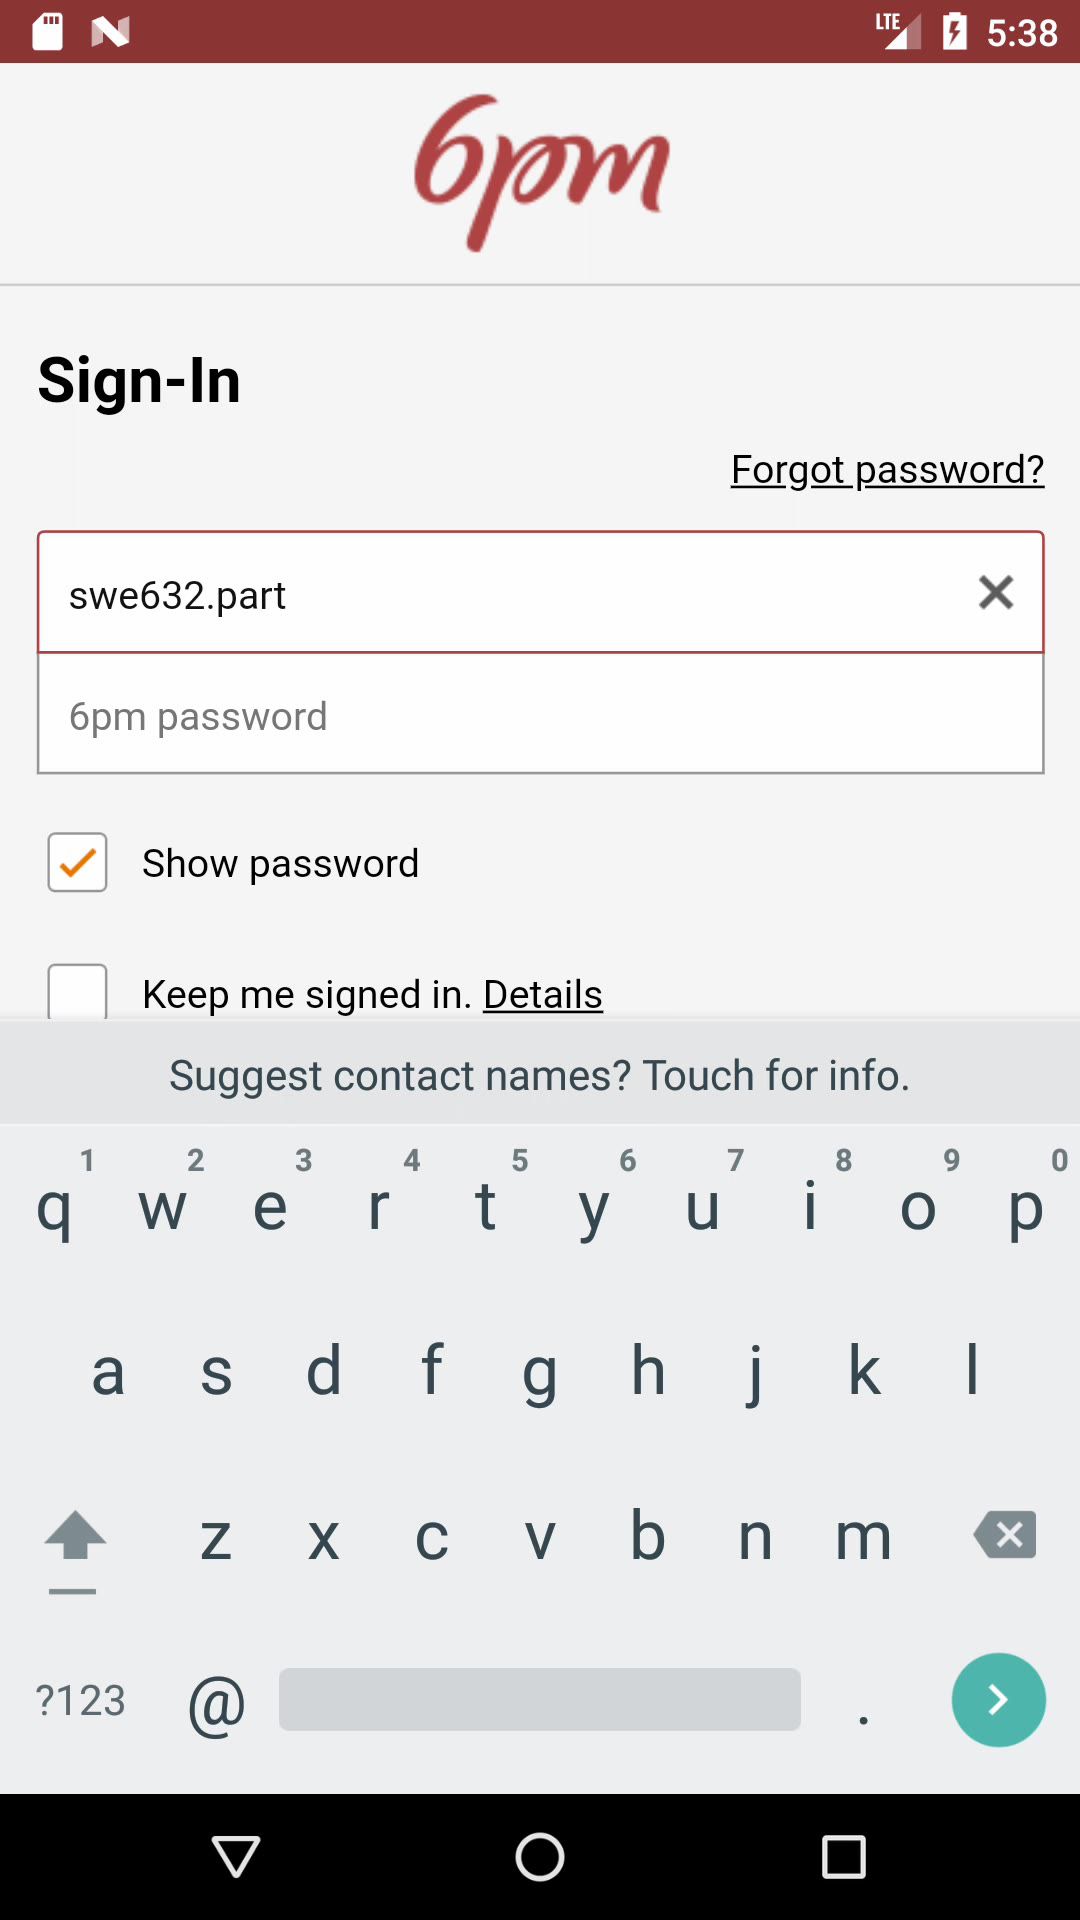 LTE 5:38
6pm
Sign-In
Forgot password?
swe632.part
6pm password
Show password
Keep me signed in. Details
Suggest contact names? Touch for info.
1 2 3 4 5 6 7 8 9 0
q w e r t y u i o p
a s d f g h j k l
z x c v b n m
?123 @ .